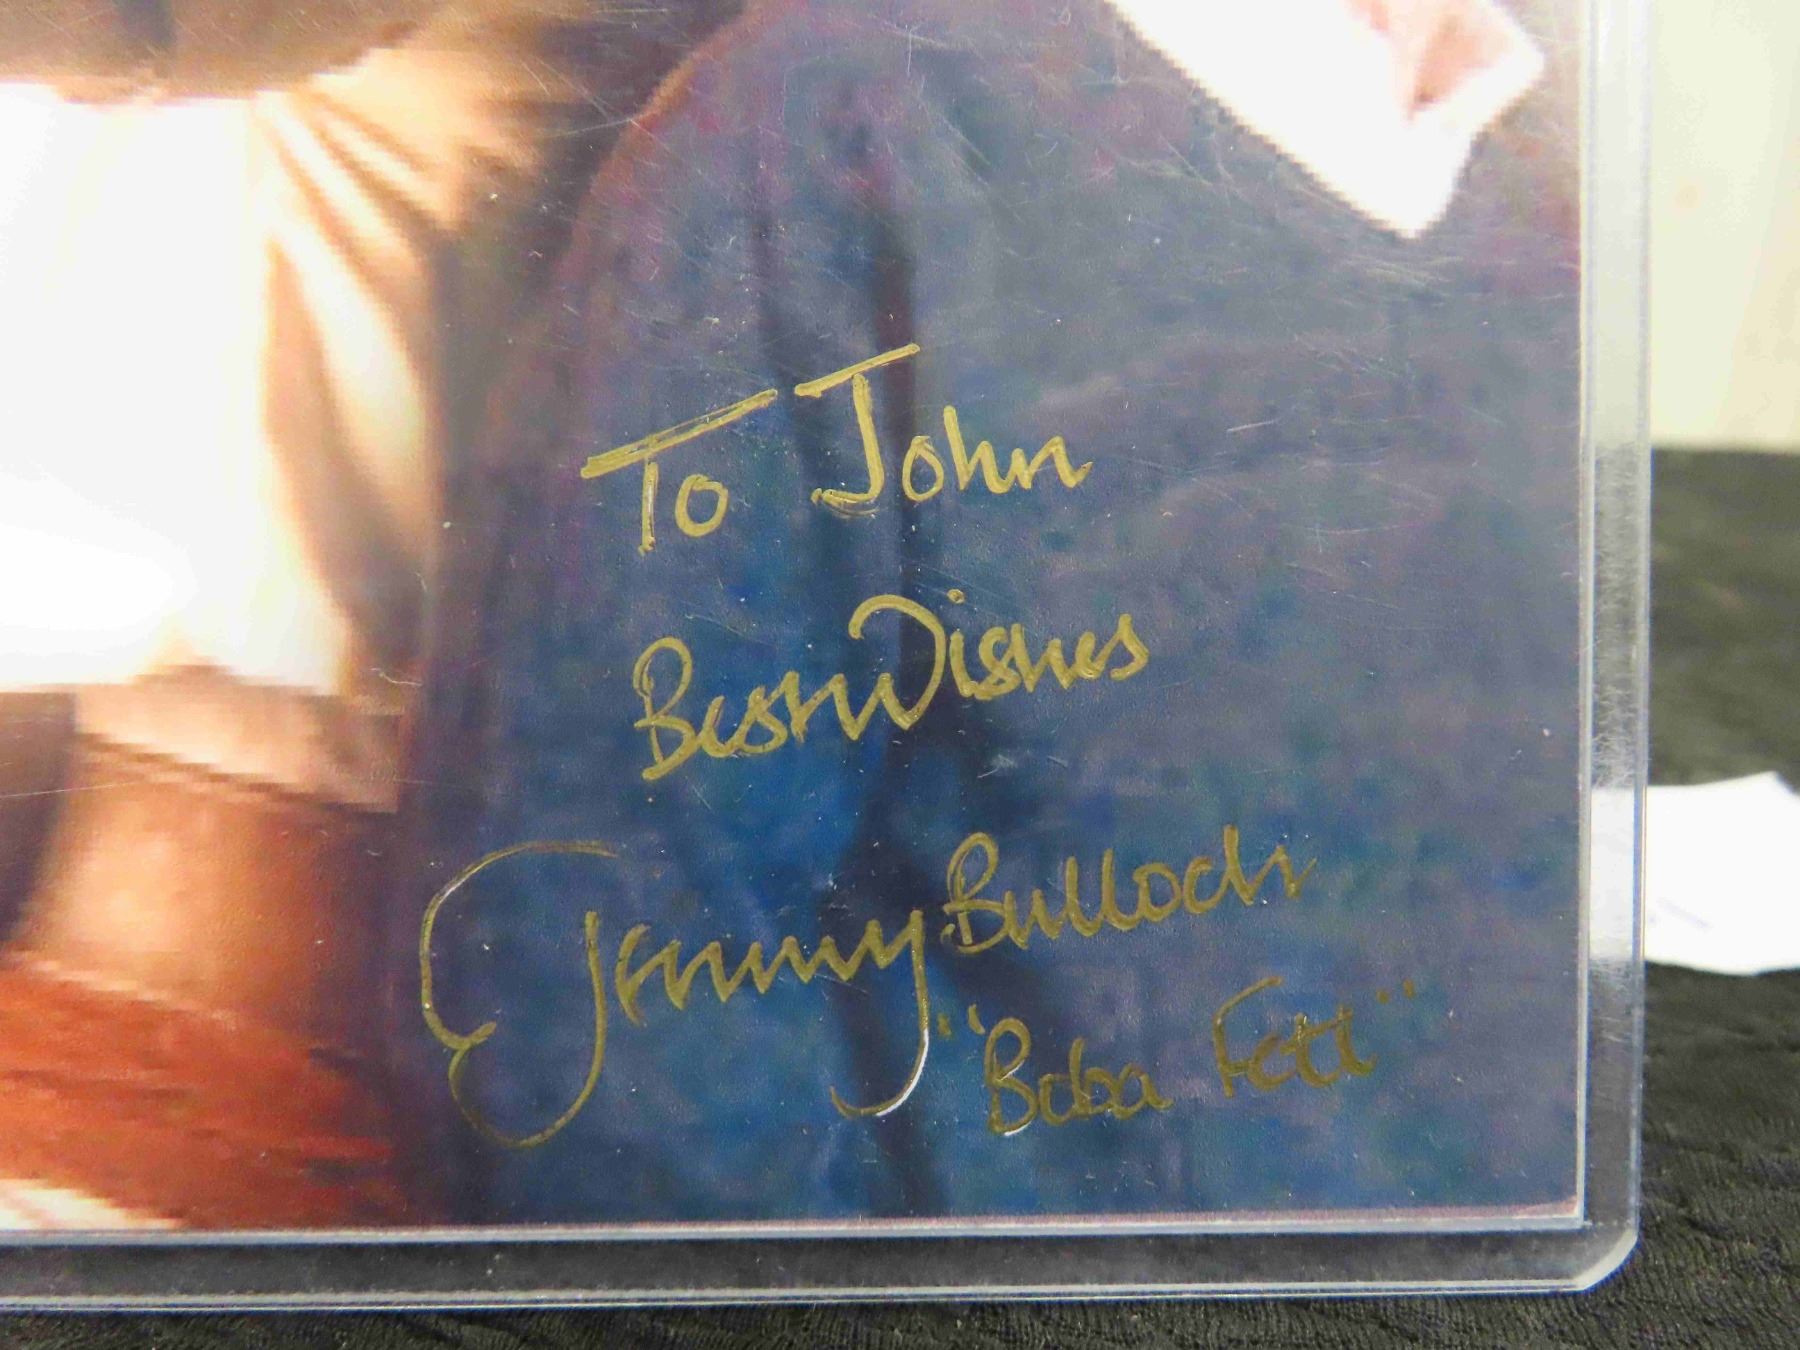 To John
Best Wishes
Jeremy Bulloch
"Boba Fett"